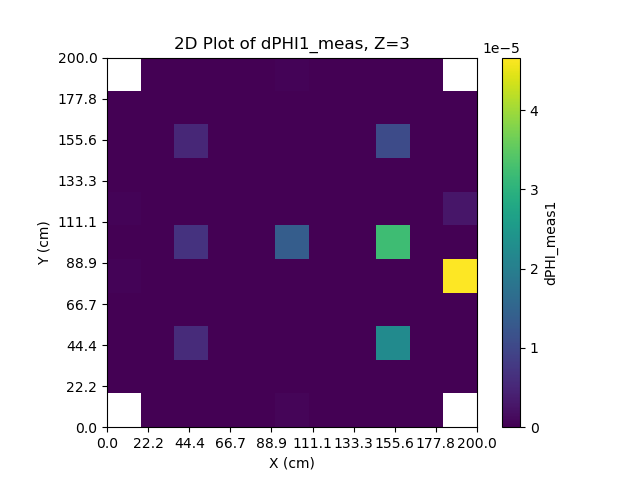 2D Plot of dPHI1_meas, Z=3
1e−5
200.0
177.8
155.6
133.3
111.1
88.9
66.7
44.4
22.2
0.0
Y (cm)
0.0 22.2 44.4 66.7 88.9 111.1 133.3 155.6 177.8 200.0
X (cm)
4
3
2
1
0
dPHI_meas1